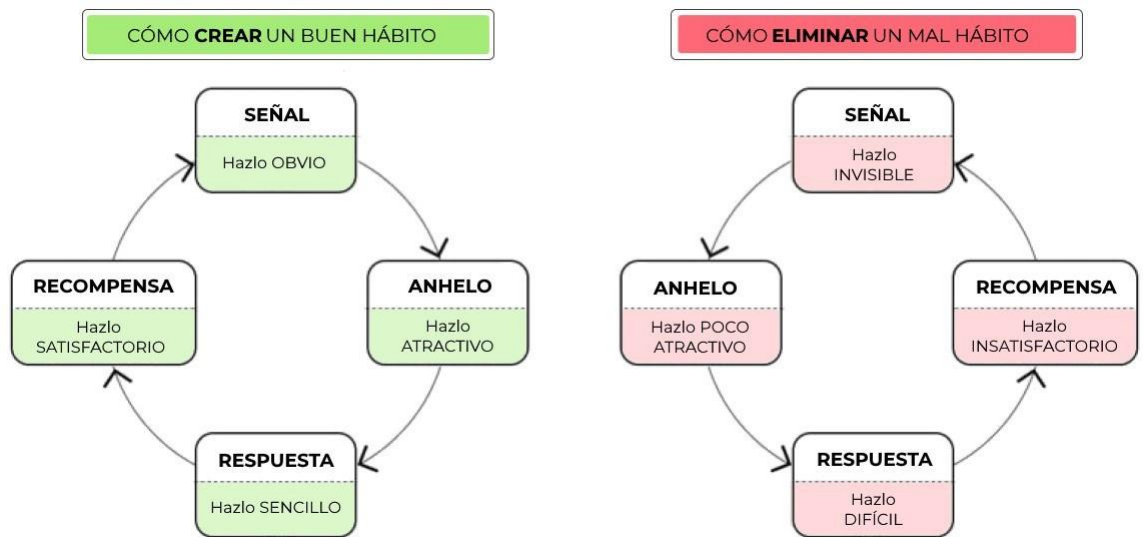 CÓMO CREAR UN BUEN HÁBITO
SEÑAL
Hazlo OBVIO
ANHELO
Hazlo
ATRACTIVO
RESPUESTA
Hazlo SENCILLO
RECOMPENSA
Hazlo
SATISFACTORIO
CÓMO ELIMINAR UN MAL HÁBITO
SEÑAL
Hazlo
INVISIBLE
ANHELO
Hazlo POCO
ATRACTIVO
RESPUESTA
Hazlo
DIFÍCIL
RECOMPENSA
Hazlo
INSATISFACTORIO